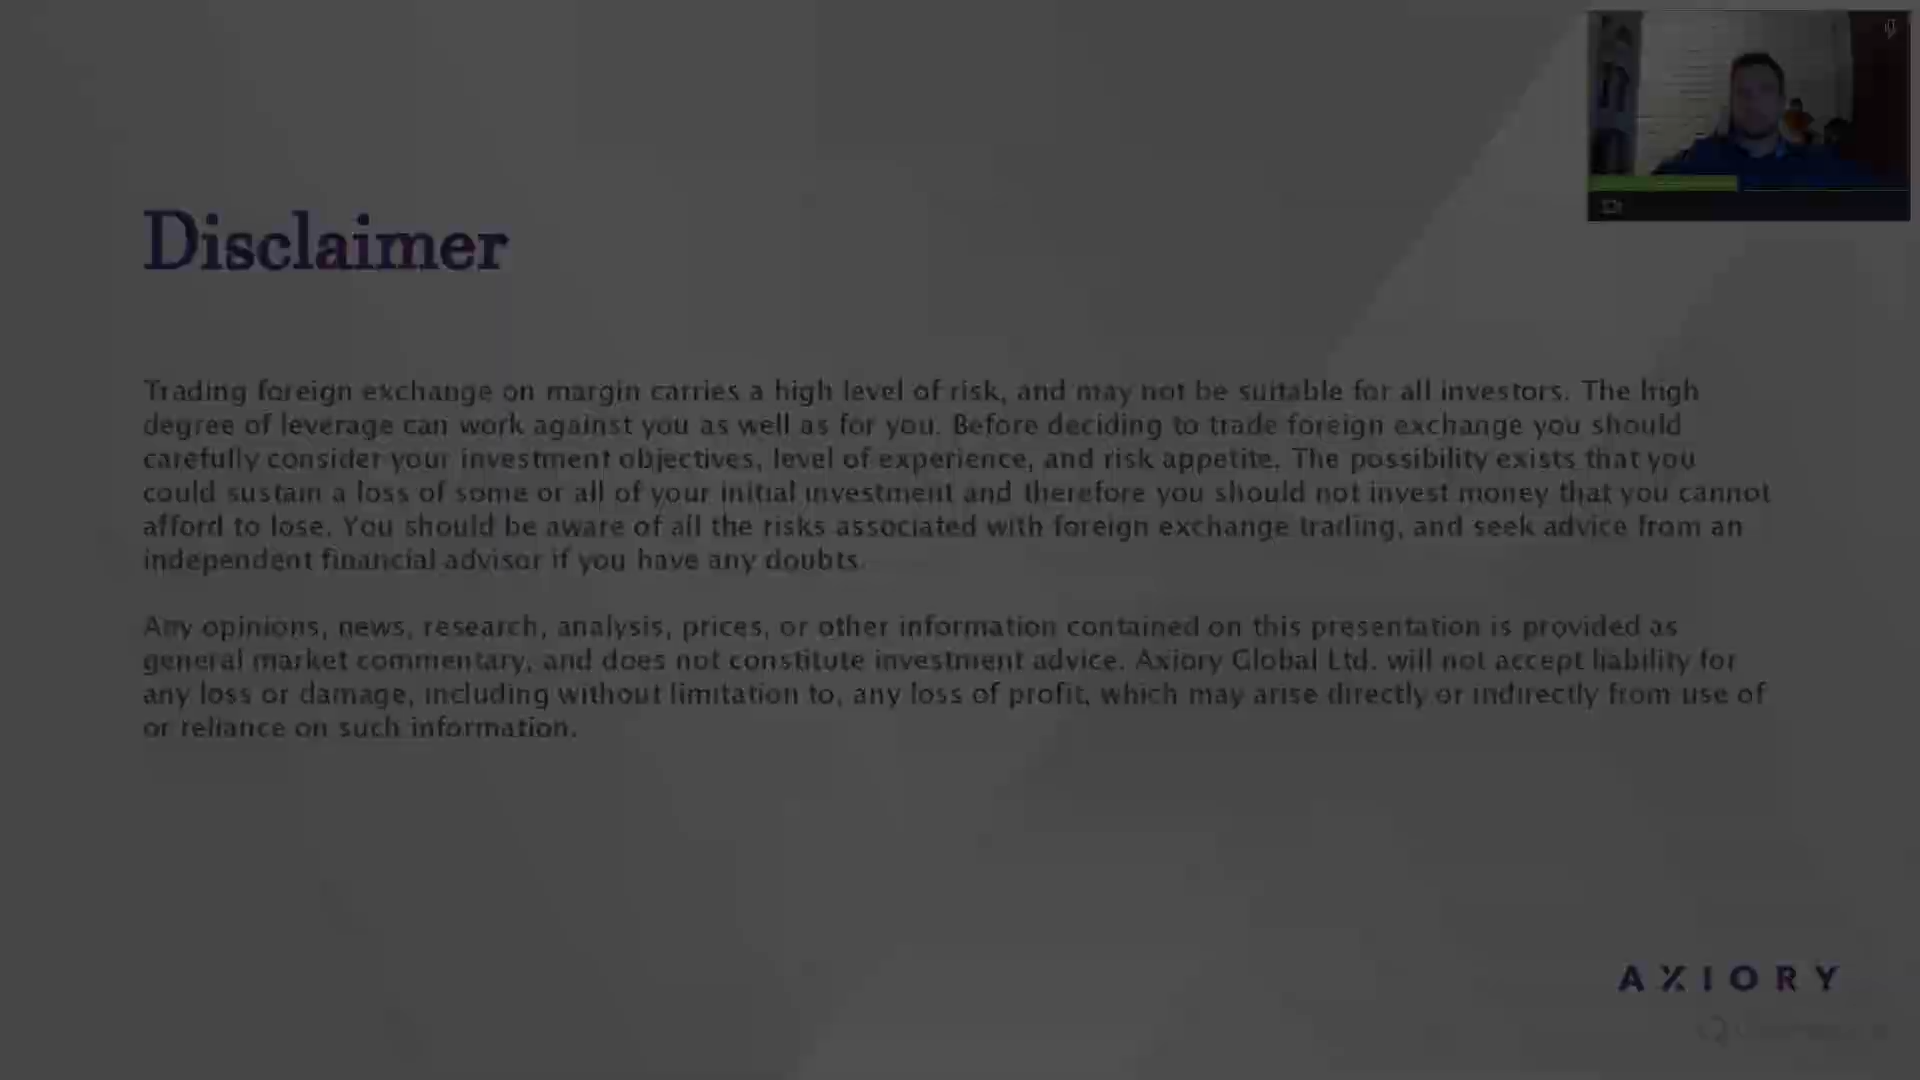 Disclaimer
Trading foreign exchange on margin carries a high level of risk, and may not be suitable for all investors. The high
degree of leverage can work against you as well as for you. Before deciding to trade foreign exchange you should
carefully consider your investment objectives, level of experience, and risk appetite. The possibility exists that you
could sustain a loss of some or all of your initial investment and therefore you should not invest money that you cannot
afford to lose. You should be aware of all the risks associated with foreign exchange trading, and seek advice from an
independent financial advisor if you have any doubts.
Any opinions, news, research, analysis, prices, or other information contained on this presentation is provided as
general market commentary, and does not constitute investment advice. Axiory Global Ltd. will not accept liability for
any loss or damage, including without limitation to, any loss of profit, which may arise directly or indirectly from use of
or reliance on such information.
AXIORY